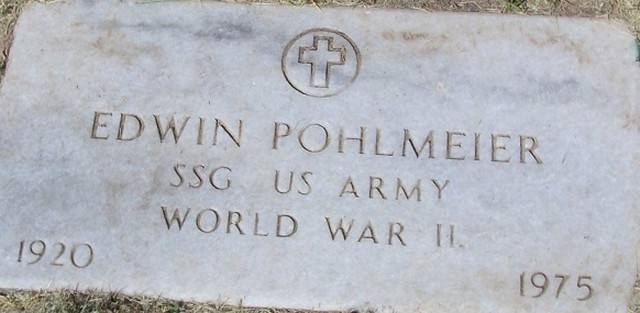 EDWIN POHLMEIER
SSG US ARMY
WORLD WAR II
1920
1975